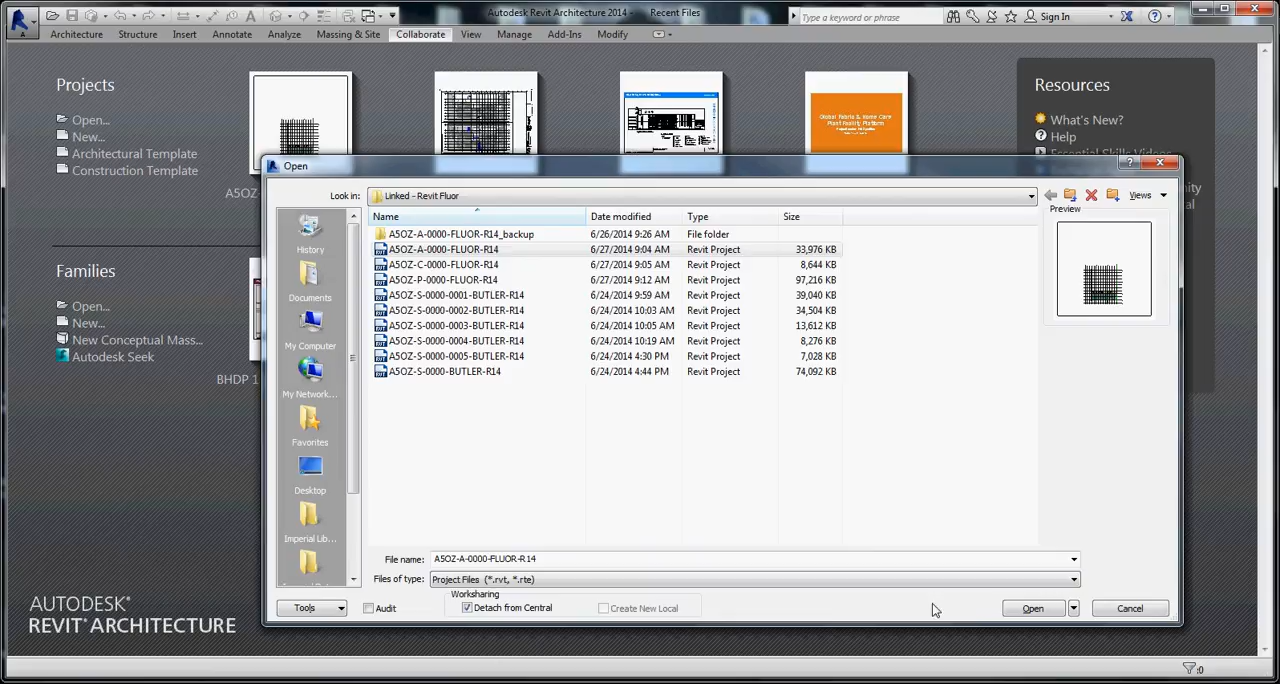 Autodesk Revit Architecture 2014 - Recent Files
Type a keyword or phrase
Sign In
Architecture Structure Insert Annotate Analyze Massing & Site Collaborate View Manage Add-Ins Modify
Projects
Open...
New...
Architectural Template
Construction Template
Resources
What's New?
Help
Essential Skills Videos
Global Fabric & Home Care
A5OZ-
Families
Open...
New...
New Conceptual Mass...
Autodesk Seek
BHDP 1
AUTODESK®
REVIT® ARCHITECTURE
Open
Look in: Linked - Revit Fluor
Views
Preview
Name Date modified Type Size
A5OZ-A-0000-FLUOR-R14_backup 6/26/2014 9:26 AM File folder
A5OZ-A-0000-FLUOR-R14 6/27/2014 9:04 AM Revit Project 33,976 KB
A5OZ-C-0000-FLUOR-R14 6/27/2014 9:05 AM Revit Project 8,644 KB
A5OZ-P-0000-FLUOR-R14 6/27/2014 9:12 AM Revit Project 97,216 KB
A5OZ-S-0000-0001-BUTLER-R14 6/24/2014 9:59 AM Revit Project 39,040 KB
A5OZ-S-0000-0002-BUTLER-R14 6/24/2014 10:03 AM Revit Project 34,504 KB
A5OZ-S-0000-0003-BUTLER-R14 6/24/2014 10:05 AM Revit Project 13,612 KB
A5OZ-S-0000-0004-BUTLER-R14 6/24/2014 10:19 AM Revit Project 8,276 KB
A5OZ-S-0000-0005-BUTLER-R14 6/24/2014 4:30 PM Revit Project 7,028 KB
A5OZ-S-0000-BUTLER-R14 6/24/2014 4:44 PM Revit Project 74,092 KB
History
Documents
My Computer
My Network...
Favorites
Desktop
Imperial Lib...
File name: A5OZ-A-0000-FLUOR-R14
Files of type: Project Files (*.rvt, *.rte)
Worksharing
Tools
Audit
Detach from Central
Create New Local
Open
Cancel
:0